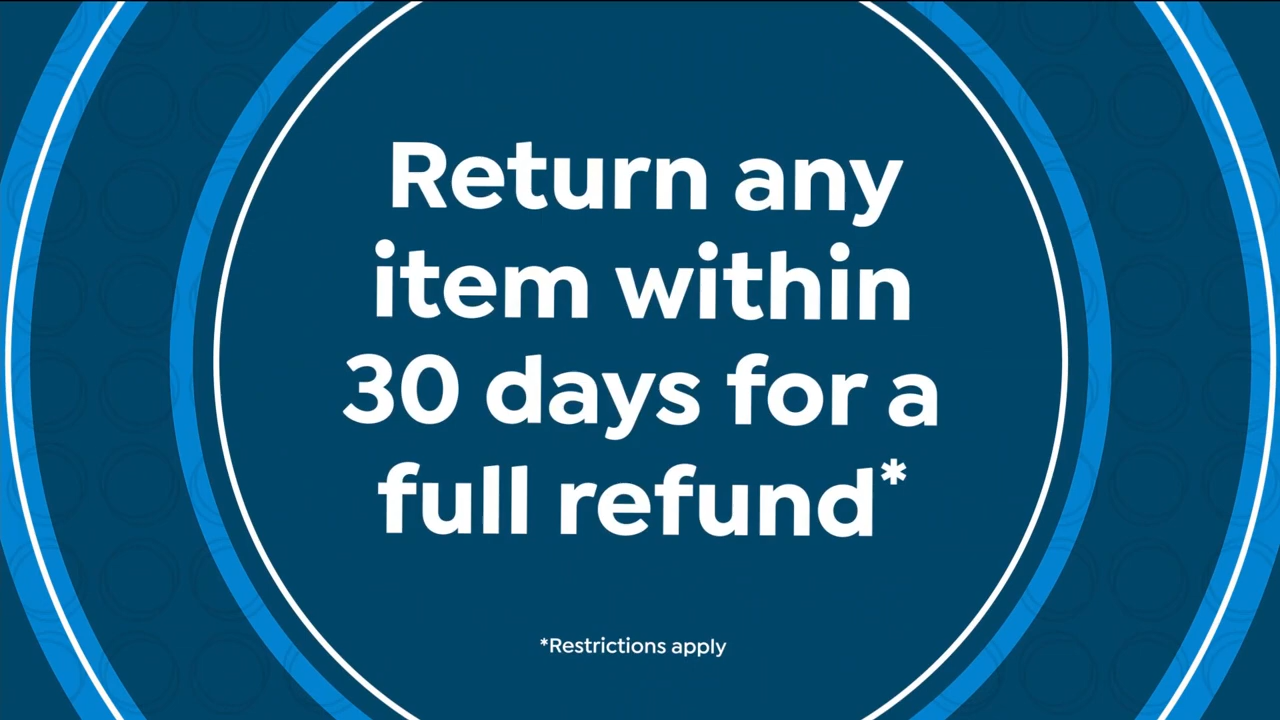 Return any
item within
30 days for a
full refund*
*Restrictions apply